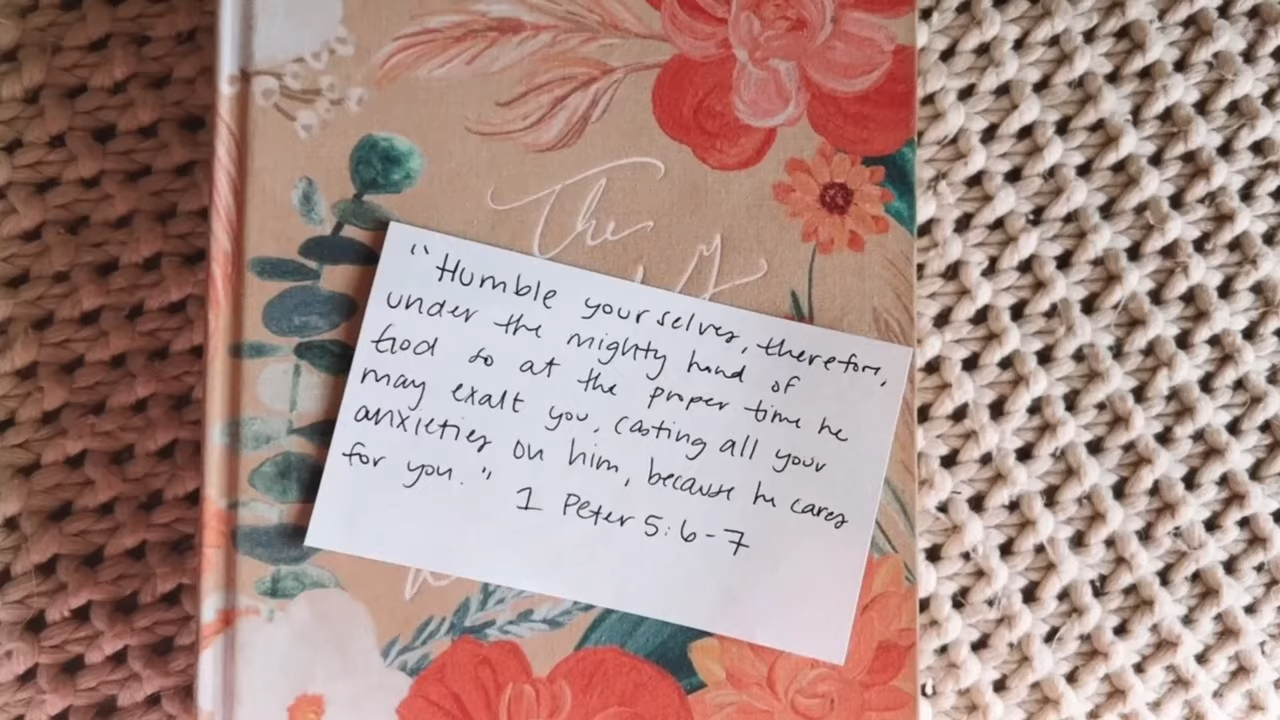 The
"Humble yourselves, therefore,
under the mighty hand of
God so at the proper time he
may exalt you, casting all your
anxieties on him, because he cares
for you."
1 Peter 5:6-7